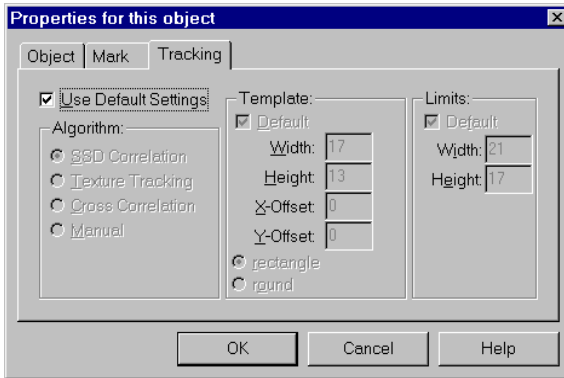 Properties for this object
Object Mark Tracking
Use Default Settings
Algorithm:
SSD Correlation
Texture Tracking
Cross Correlation
Manual
Template:
Default
Width: 17
Height: 13
X-Offset: 0
Y-Offset: 0
rectangle
round
Limits:
Default
Width: 21
Height: 17
OK Cancel Help